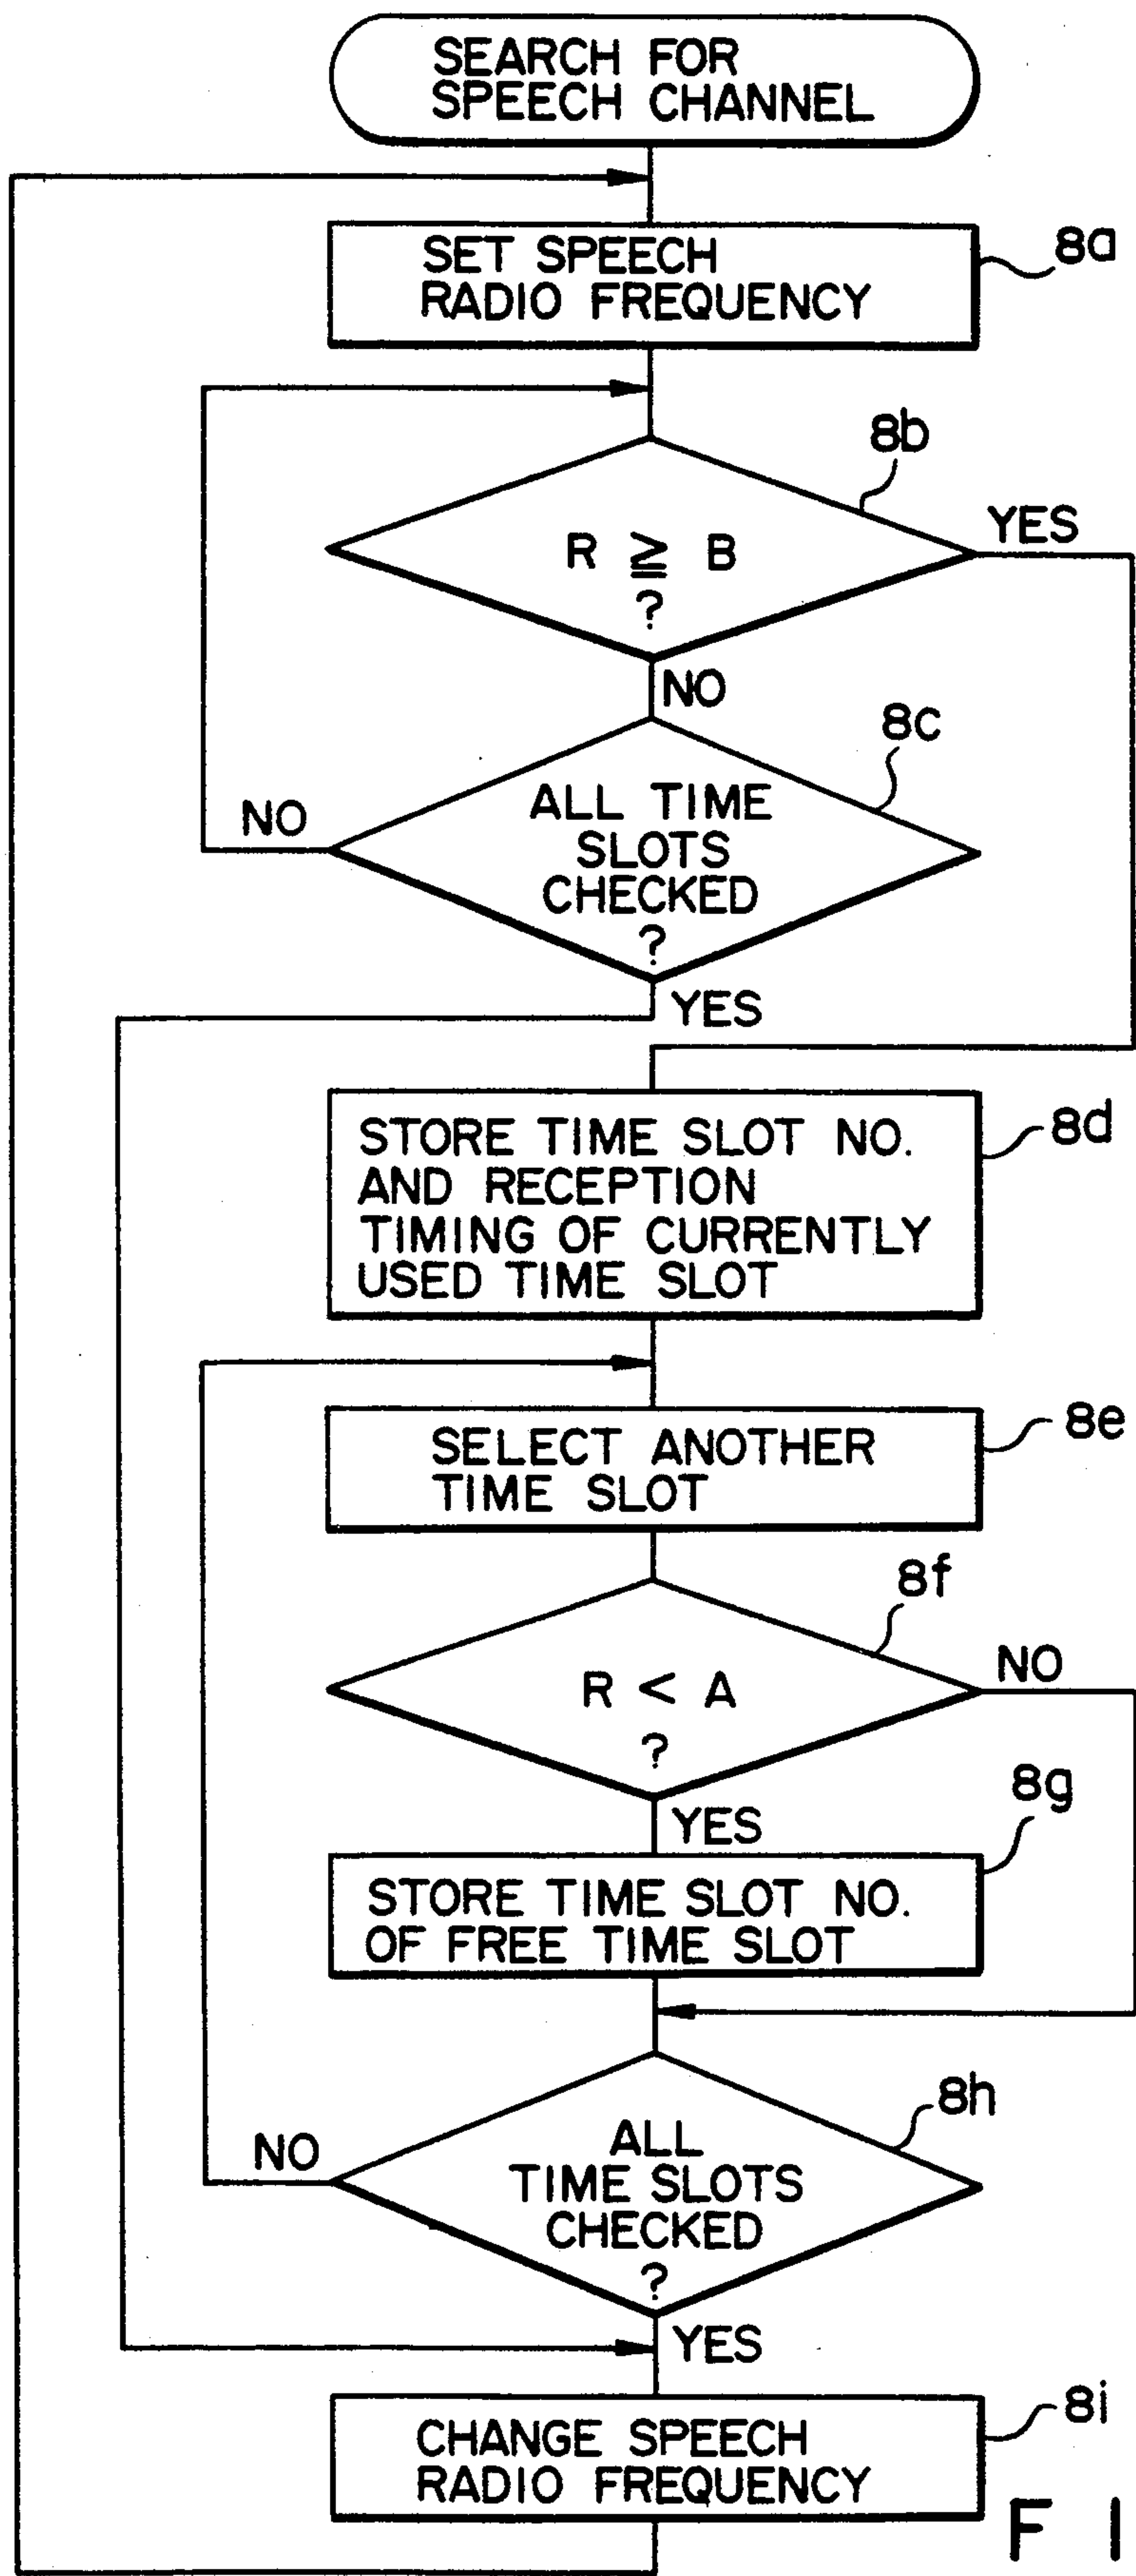 SEARCH FOR
SPEECH CHANNEL
SET SPEECH
RADIO FREQUENCY
8a
8b
R ≧ B
?
YES
NO
8c
ALL TIME
SLOTS
CHECKED
?
NO
YES
STORE TIME SLOT NO.
AND RECEPTION
TIMING OF CURRENTLY
USED TIME SLOT
8d
SELECT ANOTHER
TIME SLOT
8e
8f
R < A
?
NO
YES
8g
STORE TIME SLOT NO.
OF FREE TIME SLOT
8h
ALL
TIME SLOTS
CHECKED
?
NO
YES
CHANGE SPEECH
RADIO FREQUENCY
8i
F I